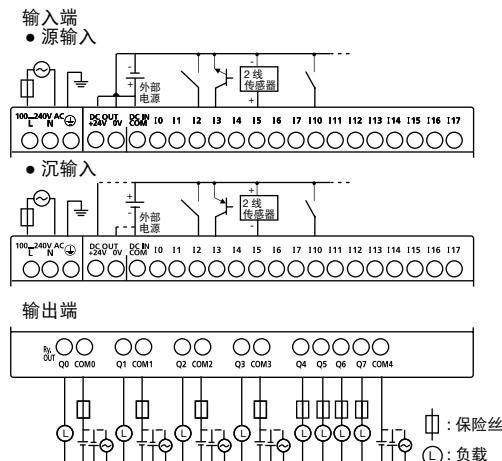 输入端
● 源输入
- + 外部电源
- 2 线传感器 +
100—240V AC
L N
DC OUT
+24V 0V
DC IN
COM
I0 I1 I2 I3 I4 I5 I6 I7 I10 I11 I12 I13 I14 I15 I16 I17
● 沉输入
+ - 外部电源
+ 2 线传感器 -
100—240V AC
L N
DC OUT
+24V 0V
DC IN
COM
I0 I1 I2 I3 I4 I5 I6 I7 I10 I11 I12 I13 I14 I15 I16 I17
输出端
Ry.
OUT
Q0 COM0 Q1 COM1 Q2 COM2 Q3 COM3 Q4 Q5 Q6 Q7 COM4
L L L L L L L L
: 保险丝
L : 负载